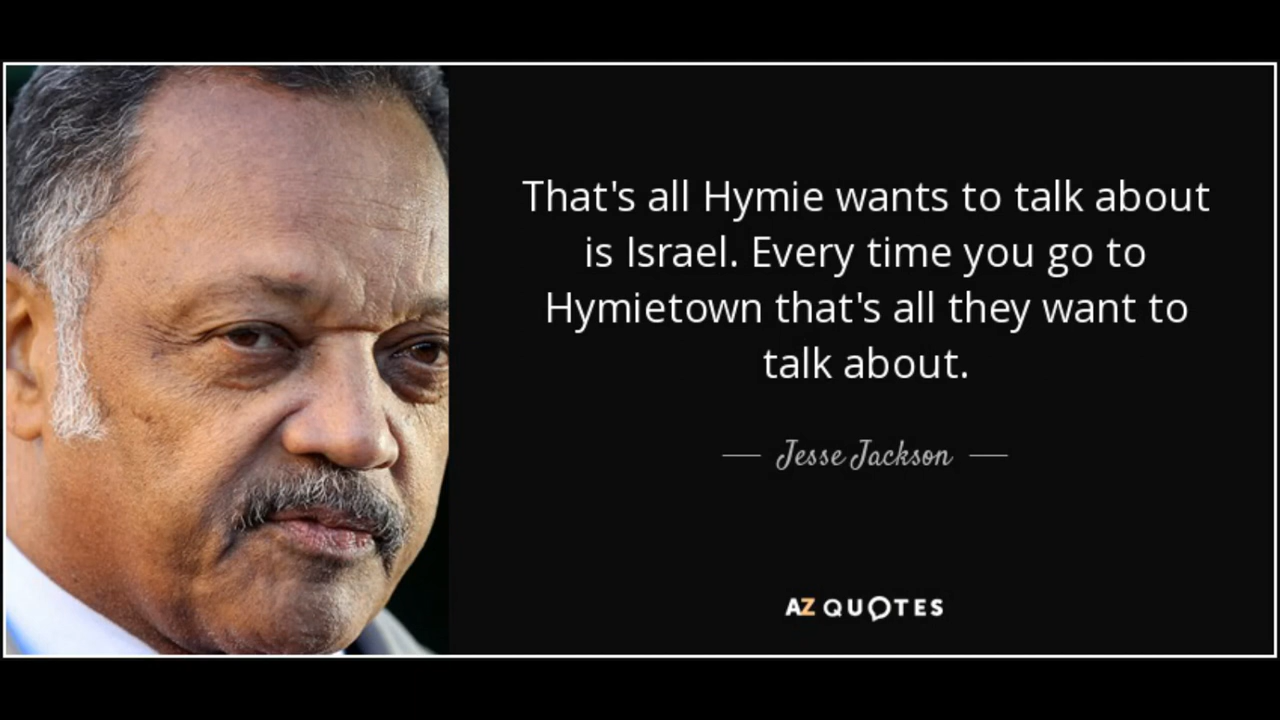 That's all Hymie wants to talk about
is Israel. Every time you go to
Hymietown that's all they want to
talk about.
Jesse Jackson
AZ QUOTES